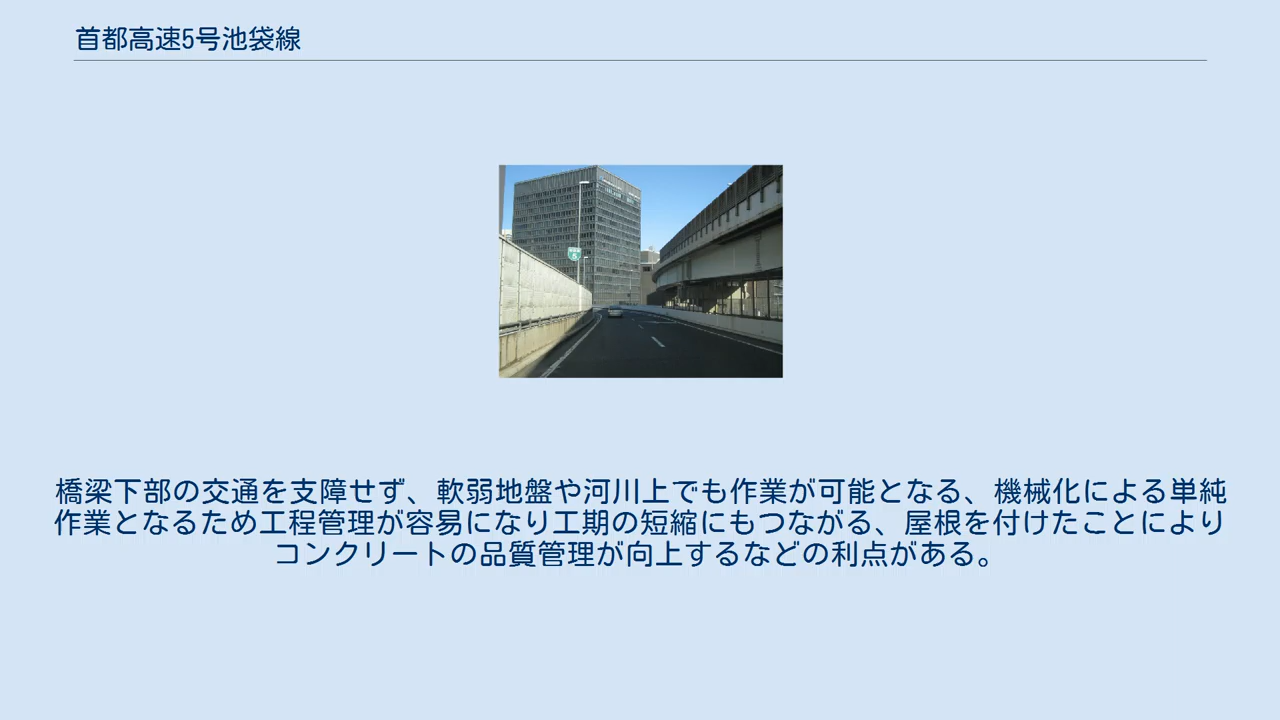 首都高速5号池袋線
橋梁下部の交通を支障せず、軟弱地盤や河川上でも作業が可能となる、機械化による単純
作業となるため工程管理が容易になり工期の短縮にもつながる、屋根を付けたことにより
コンクリートの品質管理が向上するなどの利点がある。